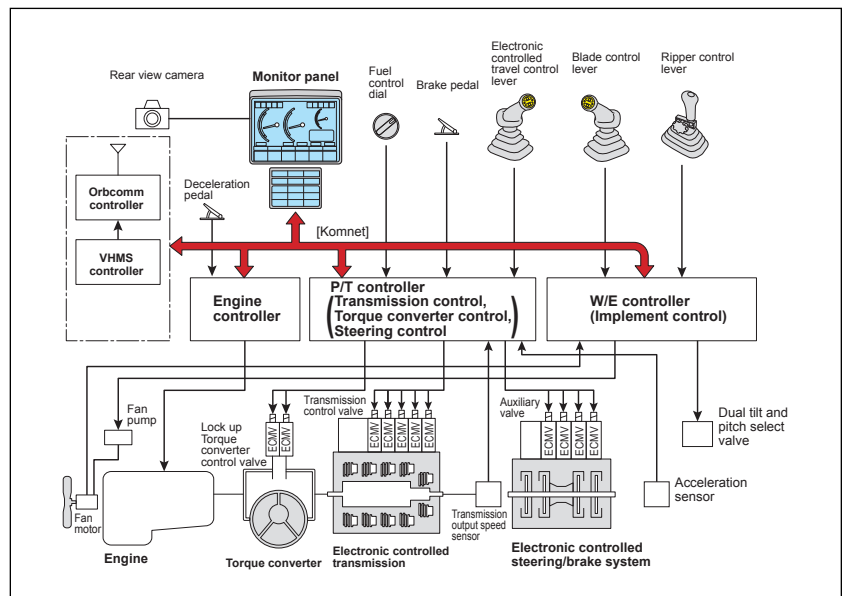 Rear view camera
Monitor panel
Fuel
control
dial
Brake pedal
Electronic
controlled
travel control
lever
Blade control
lever
Ripper control
lever
Orbcomm
controller
VHMS
controller
Deceleration
pedal
[Komnet]
Engine
controller
P/T controller
(Transmission control,
Torque converter control,
Steering control)
W/E controller
(Implement control)
Fan
pump
Lock up
Torque
converter
control valve
ECMV
ECMV
Transmission
control valve
ECMV
ECMV
ECMV
ECMV
ECMV
Auxiliary
valve
ECMV
ECMV
ECMV
ECMV
Dual tilt and
pitch select
valve
Acceleration
sensor
Fan
motor
Engine
Torque converter
Electronic controlled
transmission
Transmission
output speed
sensor
Electronic controlled
steering/brake system